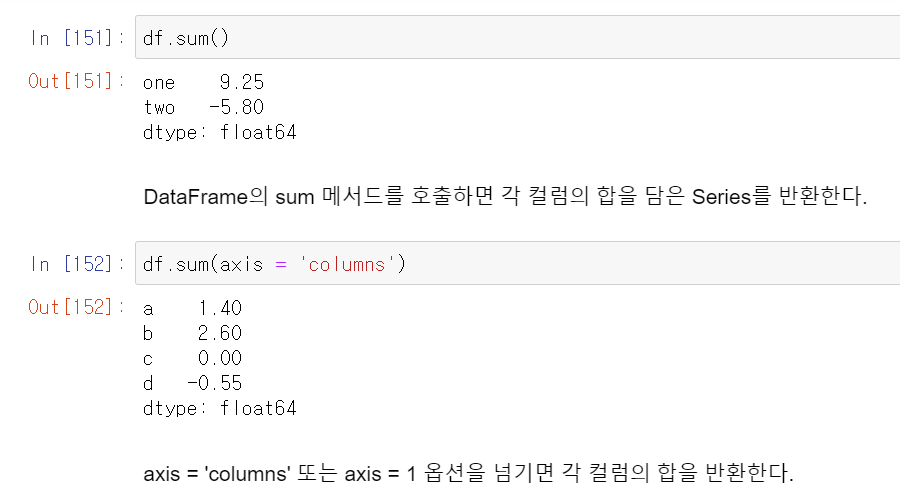 In [151]: df.sum()
Out[151]: one 9.25
two -5.80
dtype: float64
DataFrame의 sum 메서드를 호출하면 각 컬럼의 합을 담은 Series를 반환한다.
In [152]: df.sum(axis = 'columns')
Out[152]: a 1.40
b 2.60
c 0.00
d -0.55
dtype: float64
axis = 'columns' 또는 axis = 1 옵션을 넘기면 각 컬럼의 합을 반환한다.